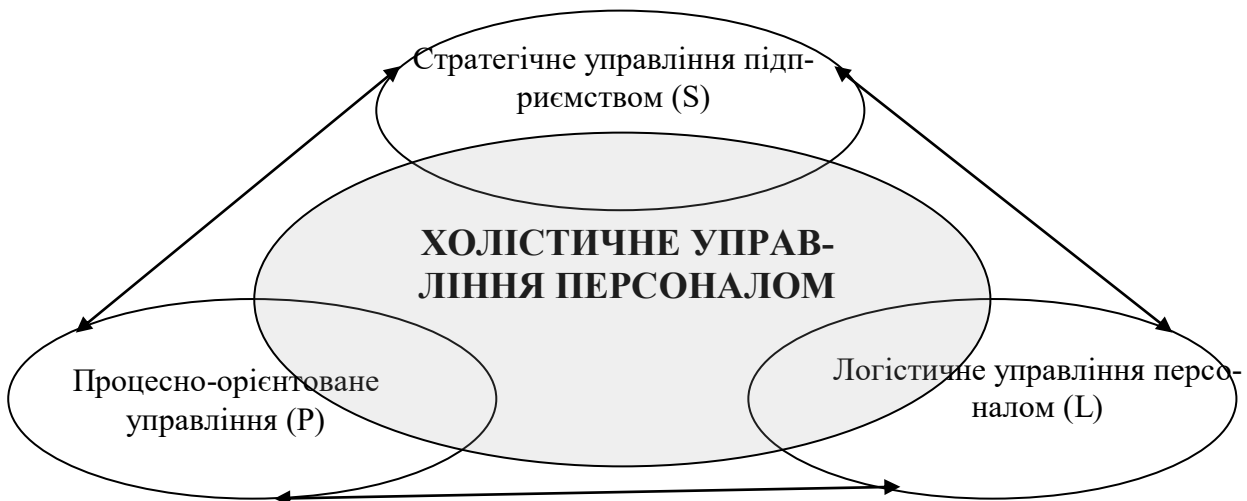 Стратегічне управління підп-
риємством (S)
ХОЛІСТИЧНЕ УПРАВ-
ЛІННЯ ПЕРСОНАЛОМ
Процесно-орієнтоване
управління (P)
Логістичне управління персо-
налом (L)